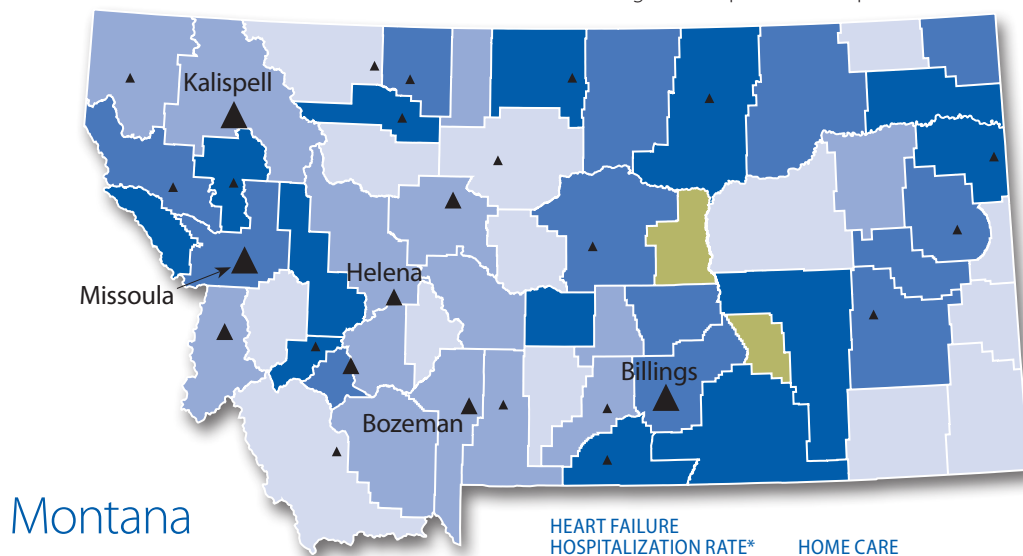 Kalispell
Missoula
Helena
Billings
Bozeman
Montana
HEART FAILURE
HOSPITALIZATION RATE*
HOME CARE